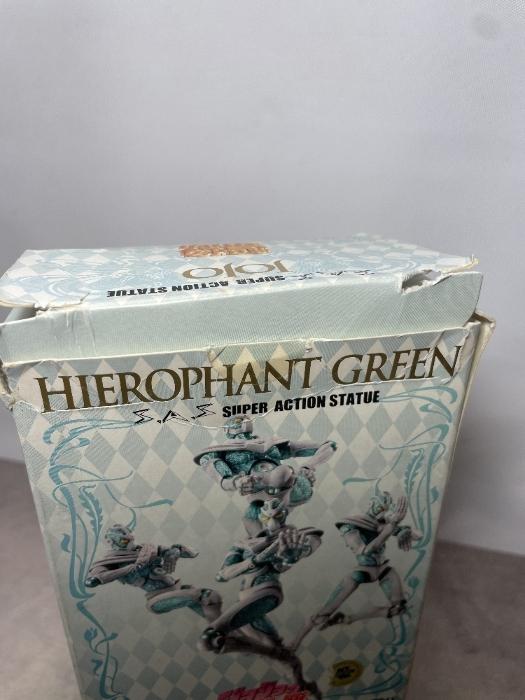 JOJO
SUPER ACTION STATUE
HIEROPHANT GREEN
S.A.S SUPER ACTION STATUE